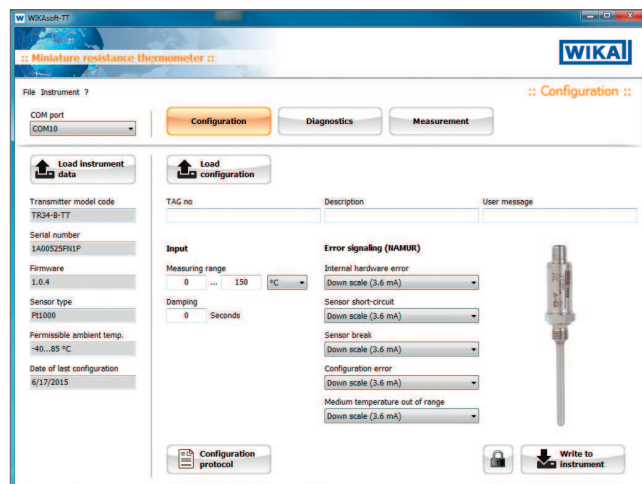 WIKAsoft-TT
:: Miniature resistance thermometer ::
WIKA
File Instrument ?
:: Configuration ::
COM port
COM10
Configuration
Diagnostics
Measurement
Load instrument
data
Load
configuration
Transmitter model code
TR34-B-TT
Serial number
1A00525FN1P
Firmware
1.0.4
Sensor type
Pt1000
Permissible ambient temp.
-40...85 °C
Date of last configuration
6/17/2015
TAG no
Description
User message
Input
Measuring range
0 ... 150 °C
Damping
0 Seconds
Error signaling (NAMUR)
Internal hardware error
Down scale (3.6 mA)
Sensor short-circuit
Down scale (3.6 mA)
Sensor break
Down scale (3.6 mA)
Configuration error
Down scale (3.6 mA)
Medium temperature out of range
Down scale (3.6 mA)
Configuration
protocol
Write to
instrument